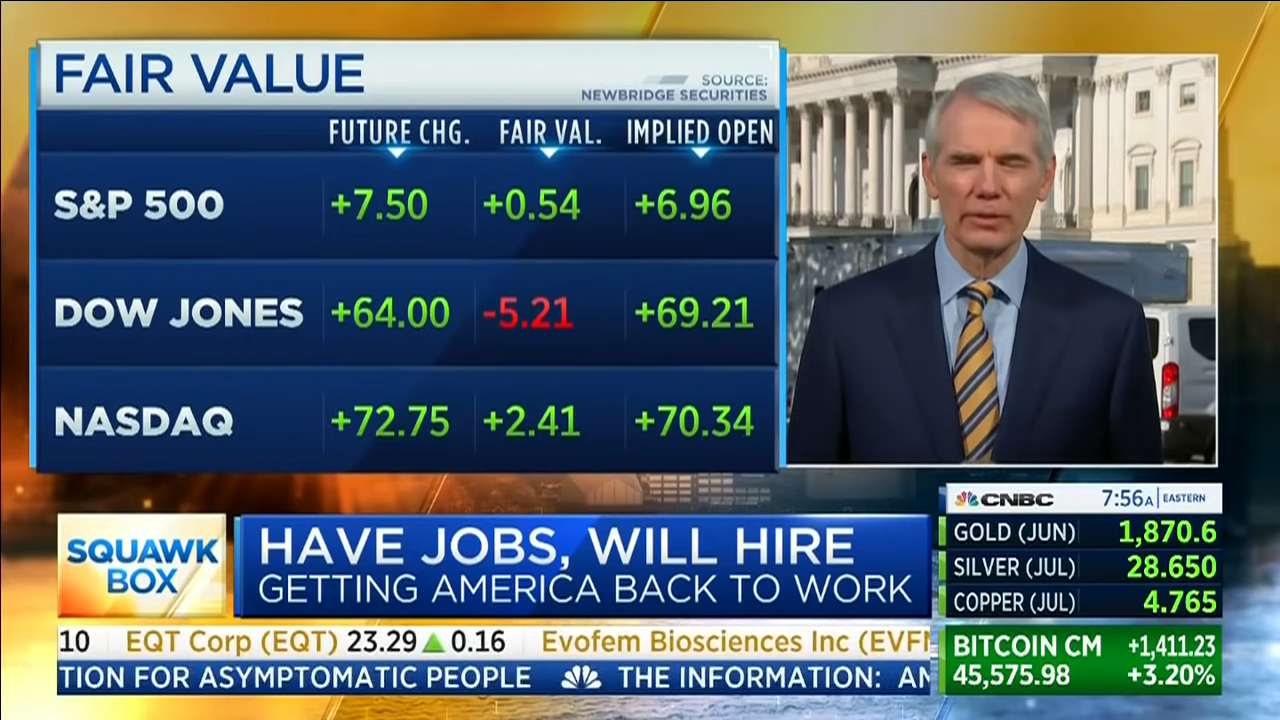 FAIR VALUE
SOURCE:
NEWBRIDGE SECURITIES
FUTURE CHG. FAIR VAL. IMPLIED OPEN
S&P 500 +7.50 +0.54 +6.96
DOW JONES +64.00 -5.21 +69.21
NASDAQ +72.75 +2.41 +70.34
SQUAWK
BOX
HAVE JOBS, WILL HIRE
GETTING AMERICA BACK TO WORK
CNBC 7:56A EASTERN
GOLD (JUN) 1,870.6
SILVER (JUL) 28.650
COPPER (JUL) 4.765
BITCOIN CM +1,411.23
45,575.98 +3.20%
10 EQT Corp (EQT) 23.29 ▲ 0.16 Evofem Biosciences Inc (EVF
TION FOR ASYMPTOMATIC PEOPLE THE INFORMATION: AN